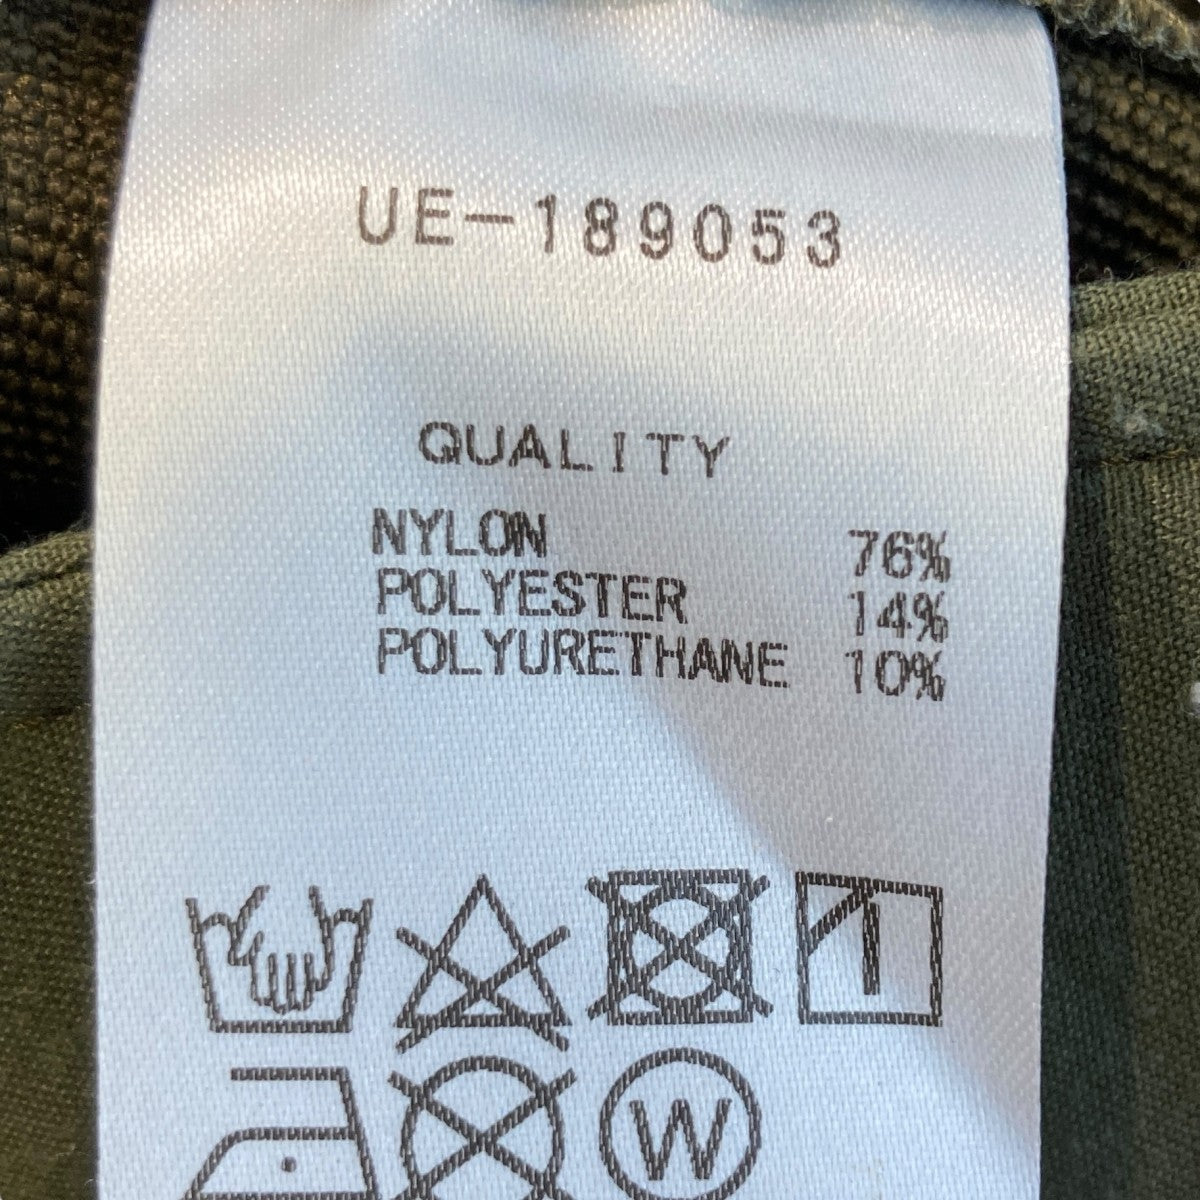 UE-189053
QUALITY
NYLON 76%
POLYESTER 14%
POLYURETHANE 10%
W